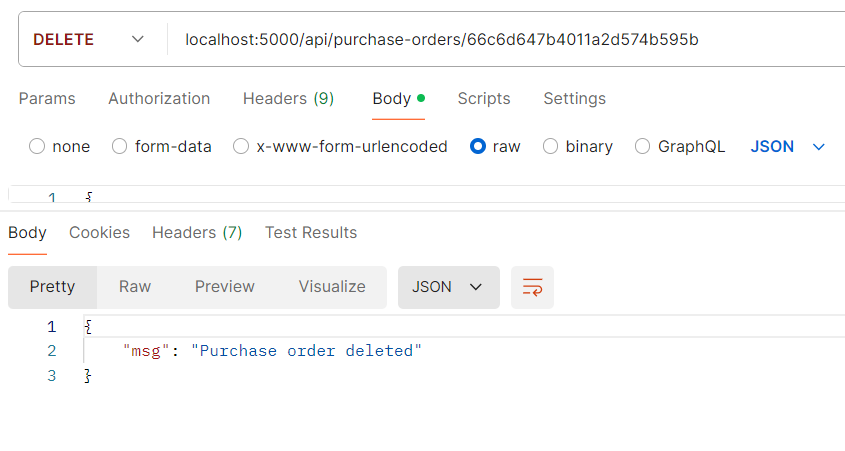 DELETE localhost:5000/api/purchase-orders/66c6d647b4011a2d574b595b
Params Authorization Headers (9) Body Scripts Settings
none form-data x-www-form-urlencoded raw binary GraphQL JSON
1 {
Body Cookies Headers (7) Test Results
Pretty Raw Preview Visualize JSON
1 {
2 "msg": "Purchase order deleted"
3 }